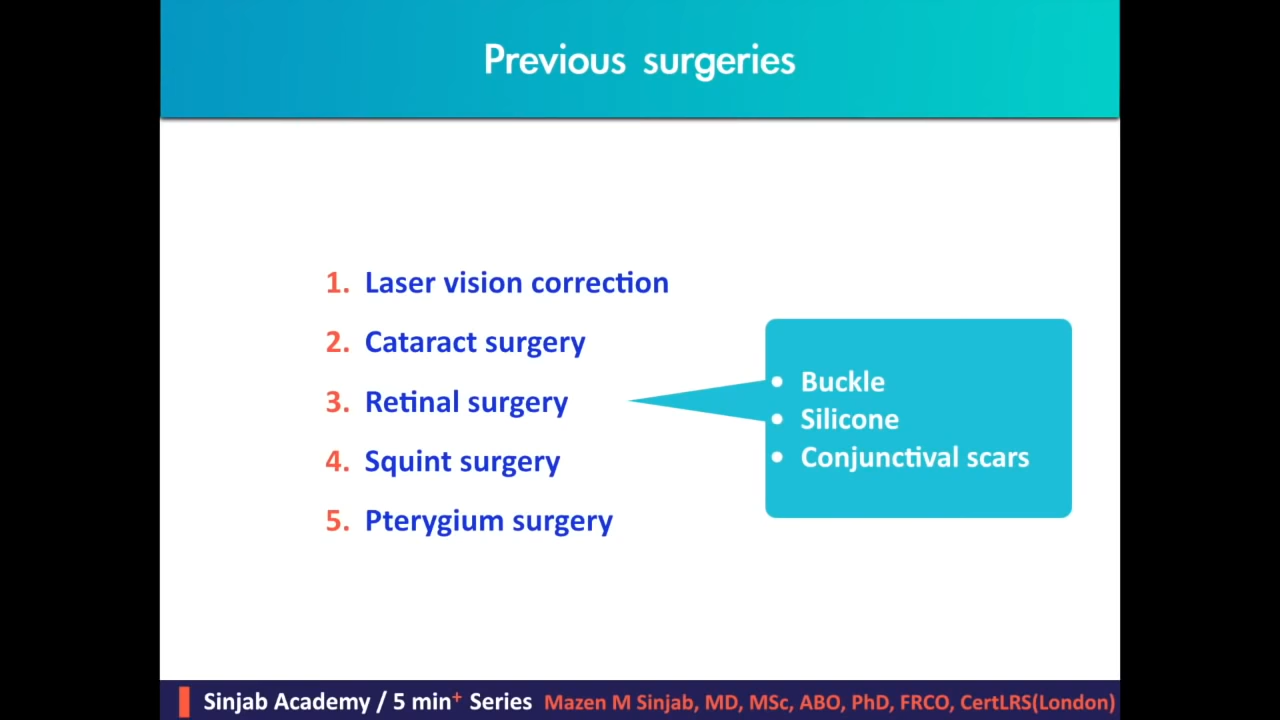 Previous surgeries
1. Laser vision correction
2. Cataract surgery
3. Retinal surgery
4. Squint surgery
5. Pterygium surgery
• Buckle
• Silicone
• Conjunctival scars
Sinjab Academy / 5 min+ Series Mazen M Sinjab, MD, MSc, ABO, PhD, FRCO, CertLRS(London)